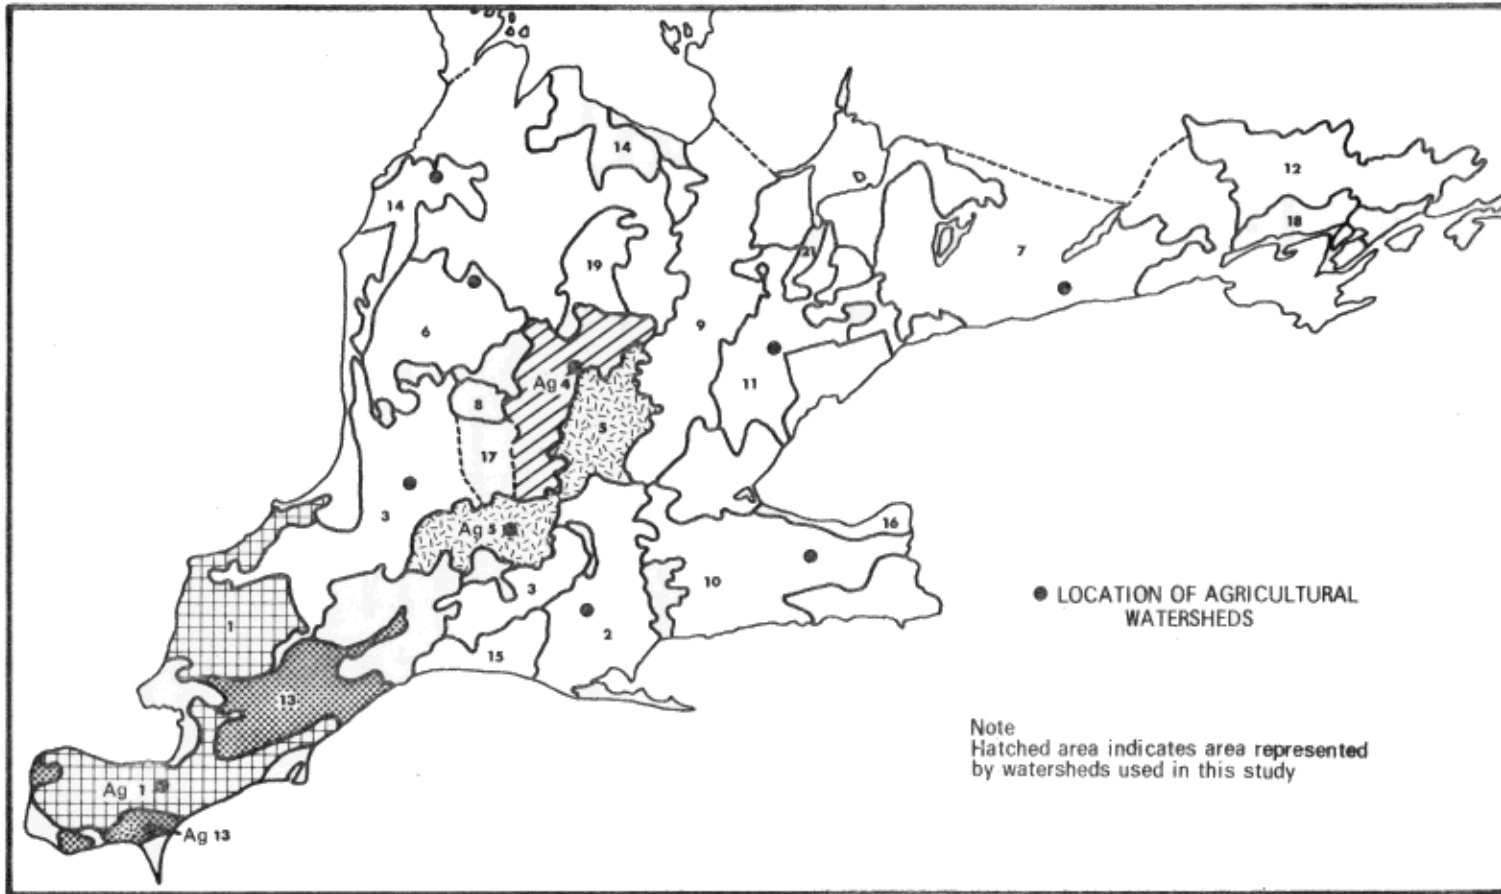 14
12
14
18
19
21
7
6
9
Ag 4
11
8
5
17
3
Ag 5
16
10
3
1
2
15
13
Ag 1
Ag 13
LOCATION OF AGRICULTURAL
WATERSHEDS
Note
Hatched area indicates area represented
by watersheds used in this study